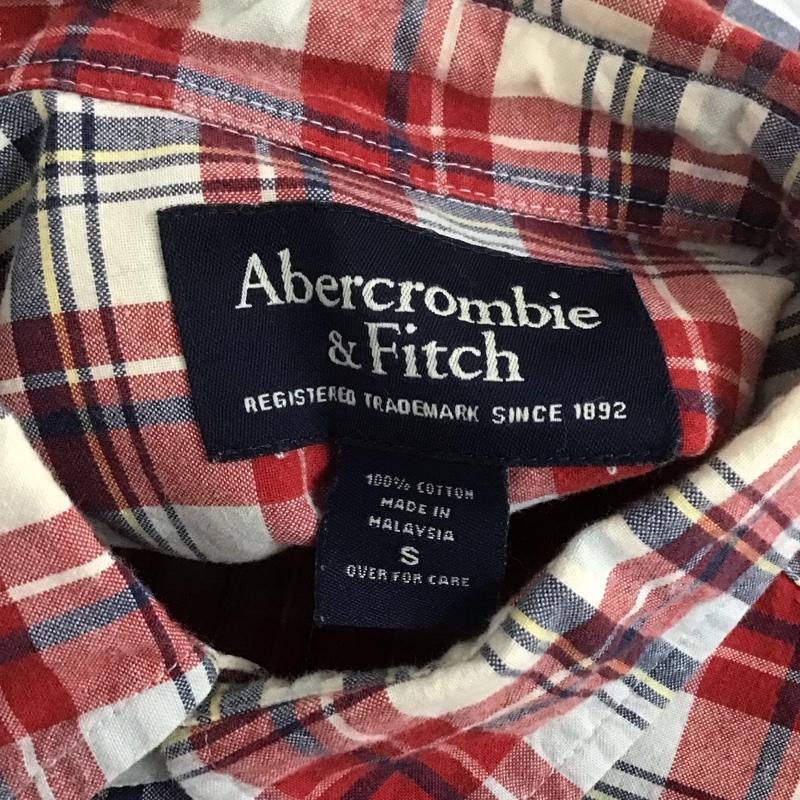 Abercrombie
& Fitch
REGISTERED TRADEMARK SINCE 1892
100% COTTON
MADE IN
MALAYSIA
S
OVER FOR CARE